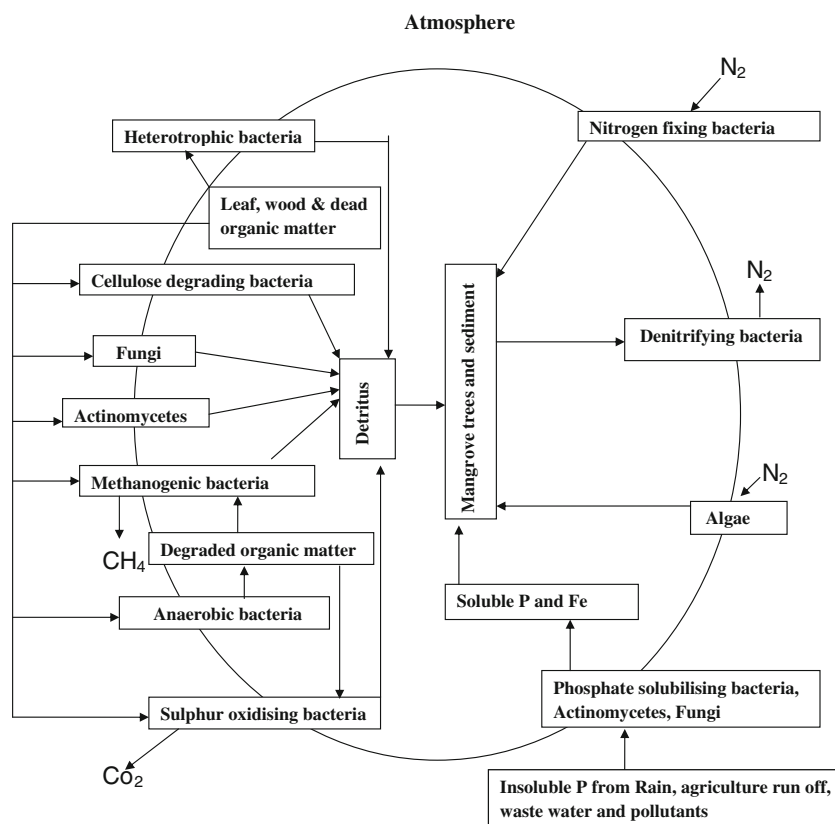 Atmosphere
N₂
Nitrogen fixing bacteria
Heterotrophic bacteria
Leaf, wood & dead
organic matter
Cellulose degrading bacteria
Fungi
Actinomycetes
Methanogenic bacteria
CH₄
Degraded organic matter
Anaerobic bacteria
Sulphur oxidising bacteria
Co₂
Detritus
Mangrove trees and sediment
N₂
Denitrifying bacteria
N₂
Algae
Soluble P and Fe
Phosphate solubilising bacteria,
Actinomycetes, Fungi
Insoluble P from Rain, agriculture run off,
waste water and pollutants